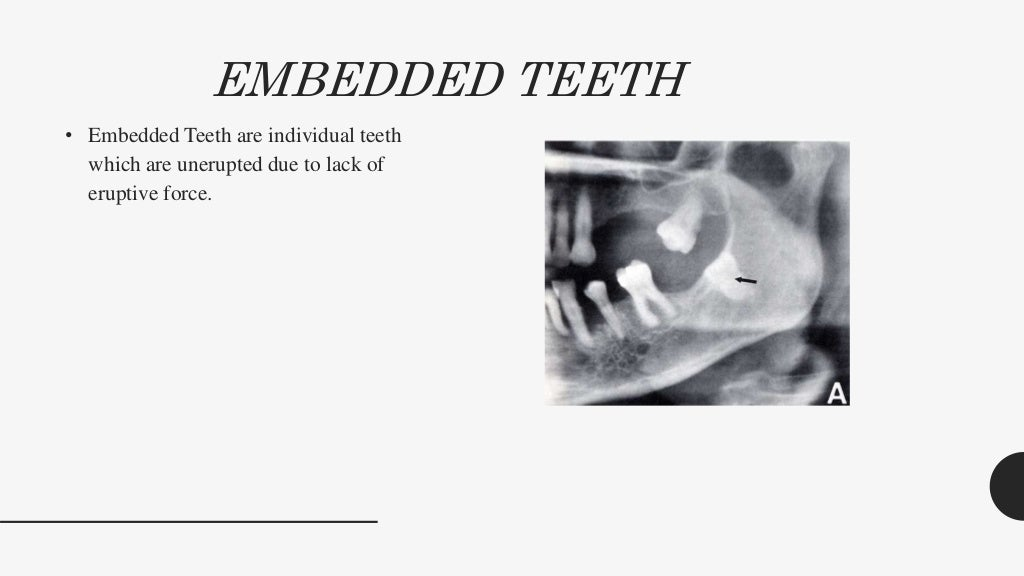 EMBEDDED TEETH
• Embedded Teeth are individual teeth
which are unerupted due to lack of
eruptive force.
A